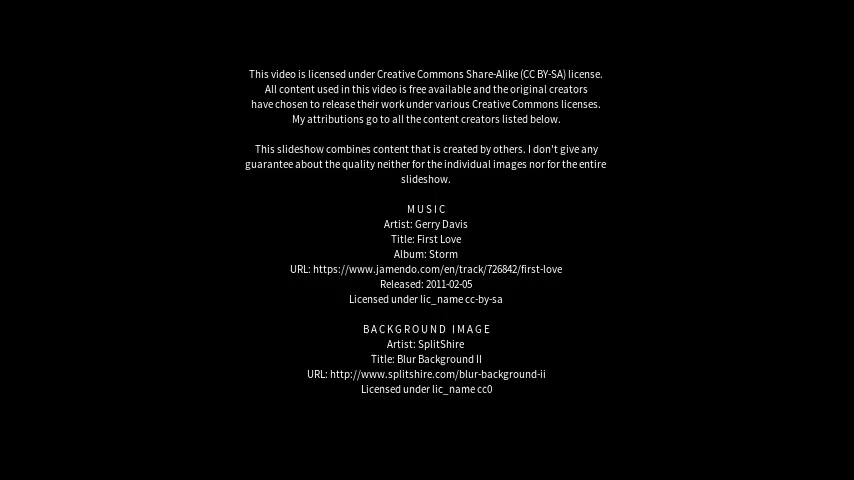 This video is licensed under Creative Commons Share-Alike (CC BY-SA) license.
All content used in this video is free available and the original creators
have chosen to release their work under various Creative Commons licenses.
My attributions go to all the content creators listed below.
This slideshow combines content that is created by others. I don't give any
guarantee about the quality neither for the individual images nor for the entire
slideshow.
MUSIC
Artist: Gerry Davis
Title: First Love
Album: Storm
URL: https://www.jamendo.com/en/track/726842/first-love
Released: 2011-02-05
Licensed under lic_name cc-by-sa
BACKGROUND IMAGE
Artist: SplitShire
Title: Blur Background II
URL: http://www.splitshire.com/blur-background-ii
Licensed under lic_name cc0